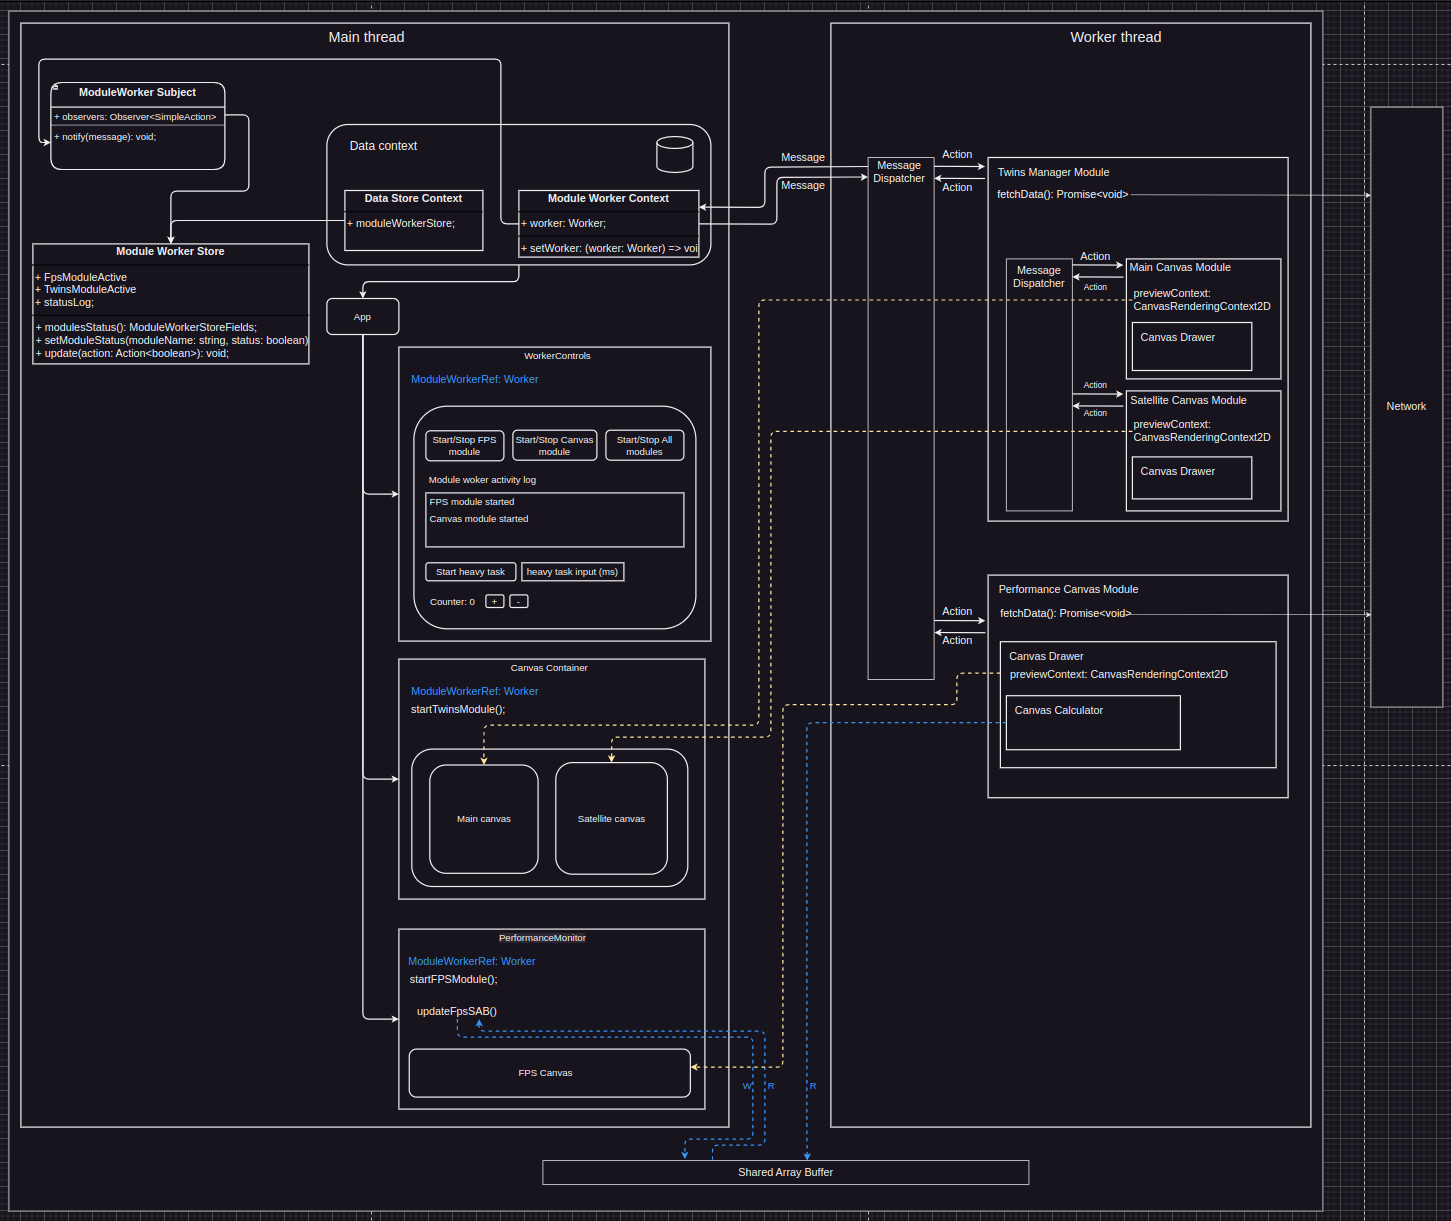 Main thread
ModuleWorker Subject
+ observers: Observer<SimpleAction>
+ notify(message): void;
Data context
Data Store Context
+ moduleWorkerStore;
Module Worker Context
+ worker: Worker;
+ setWorker: (worker: Worker) => voi
Module Worker Store
+ FpsModuleActive
+ TwinsModuleActive
+ statusLog;
+ modulesStatus(): ModuleWorkerStoreFields;
+ setModuleStatus(moduleName: string, status: boolean)
+ update(action: Action<boolean>): void;
App
WorkerControls
ModuleWorkerRef: Worker
Start/Stop FPS
module
Start/Stop Canvas
module
Start/Stop All
modules
Module woker activity log
FPS module started
Canvas module started
Start heavy task
heavy task input (ms)
Counter: 0
+
-
Canvas Container
ModuleWorkerRef: Worker
startTwinsModule();
Main canvas
Satellite canvas
PerformanceMonitor
ModuleWorkerRef: Worker
startFPSModule();
updateFpsSAB()
FPS Canvas
W
R
R
Shared Array Buffer
Message
Message
Worker thread
Message
Dispatcher
Action
Action
Twins Manager Module
fetchData(): Promise<void>
Message
Dispatcher
Action
Action
Main Canvas Module
previewContext:
CanvasRenderingContext2D
Canvas Drawer
Action
Action
Satellite Canvas Module
previewContext:
CanvasRenderingContext2D
Canvas Drawer
Action
Action
Performance Canvas Module
fetchData(): Promise<void>
Canvas Drawer
previewContext: CanvasRenderingContext2D
Canvas Calculator
Network